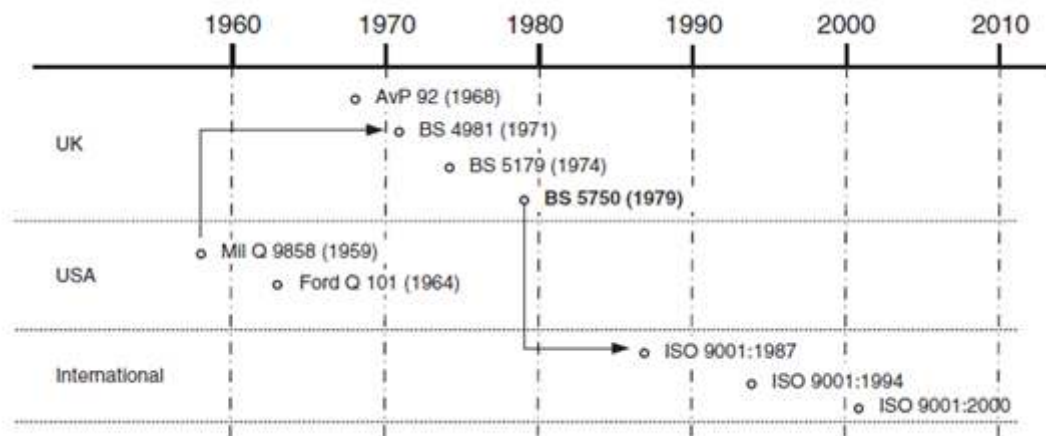 1960 1970 1980 1990 2000 2010
AvP 92 (1968)
UK
BS 4981 (1971)
BS 5179 (1974)
BS 5750 (1979)
Mil Q 9858 (1959)
USA
Ford Q 101 (1964)
ISO 9001:1987
International
ISO 9001:1994
ISO 9001:2000